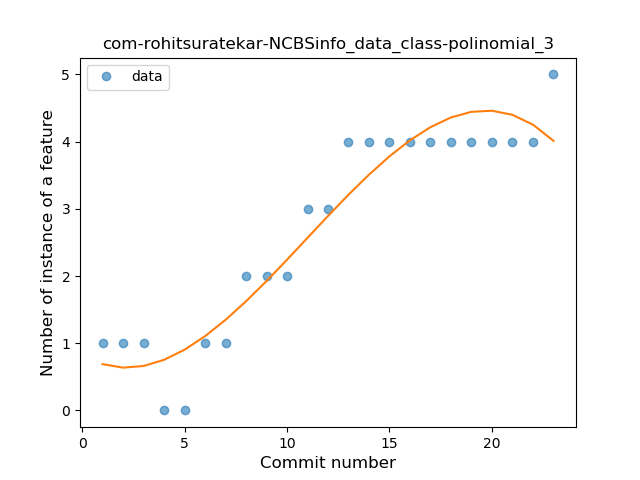 com-rohitsuratekar-NCBSinfo_data_class-polinomial_3
data
Number of instance of a feature
5
4
3
2
1
0
0
5
10
15
20
Commit number